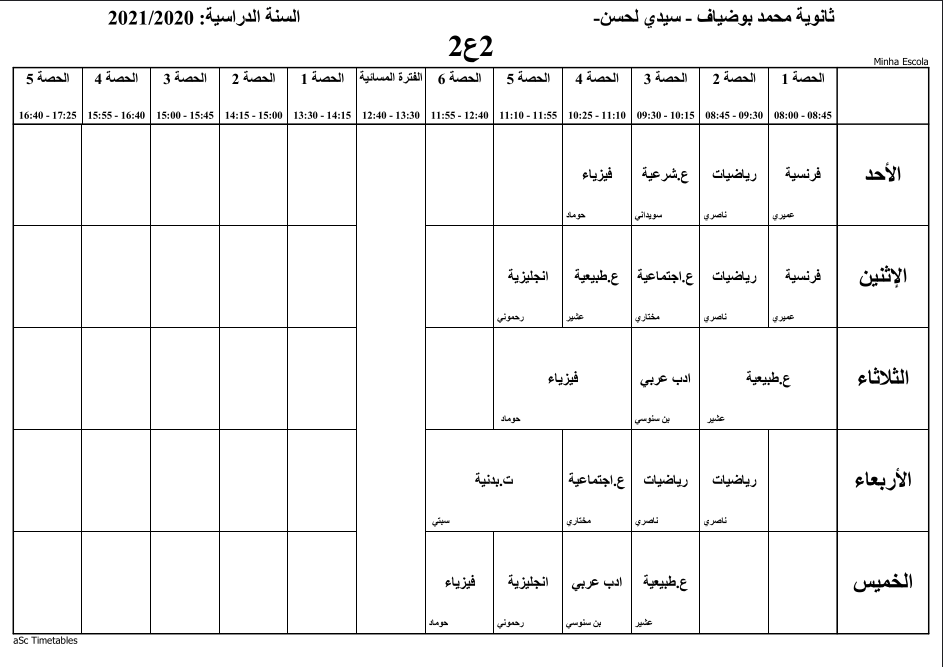 ثانوية محمد بوضياف - سيدي لحسن-
السنة الدراسية: 2021/2020
2ع2
Minha Escola
الحصة 1 الحصة 2 الحصة 3 الحصة 4 الحصة 5 الحصة 6 الفترة المسائية الحصة 1 الحصة 2 الحصة 3 الحصة 4 الحصة 5
08:00 - 08:45 08:45 - 09:30 09:30 - 10:15 10:25 - 11:10 11:10 - 11:55 11:55 - 12:40 12:40 - 13:30 13:30 - 14:15 14:15 - 15:00 15:00 - 15:45 15:55 - 16:40 16:40 - 17:25
الأحد فرنسية رياضيات ع.شرعية فيزياء
عميري ناصري سويداني حوماد
الإثنين فرنسية رياضيات ع.اجتماعية ع.طبيعية انجليزية
عميري ناصري مختاري عشير رحموني
الثلاثاء ع.طبيعية ادب عربي فيزياء
عشير بن سنوسي حوماد
الأربعاء رياضيات رياضيات ع.اجتماعية ت.بدنية
ناصري ناصري مختاري سبتي
الخميس ع.طبيعية ادب عربي انجليزية فيزياء
عشير بن سنوسي رحموني حوماد
aSc Timetables